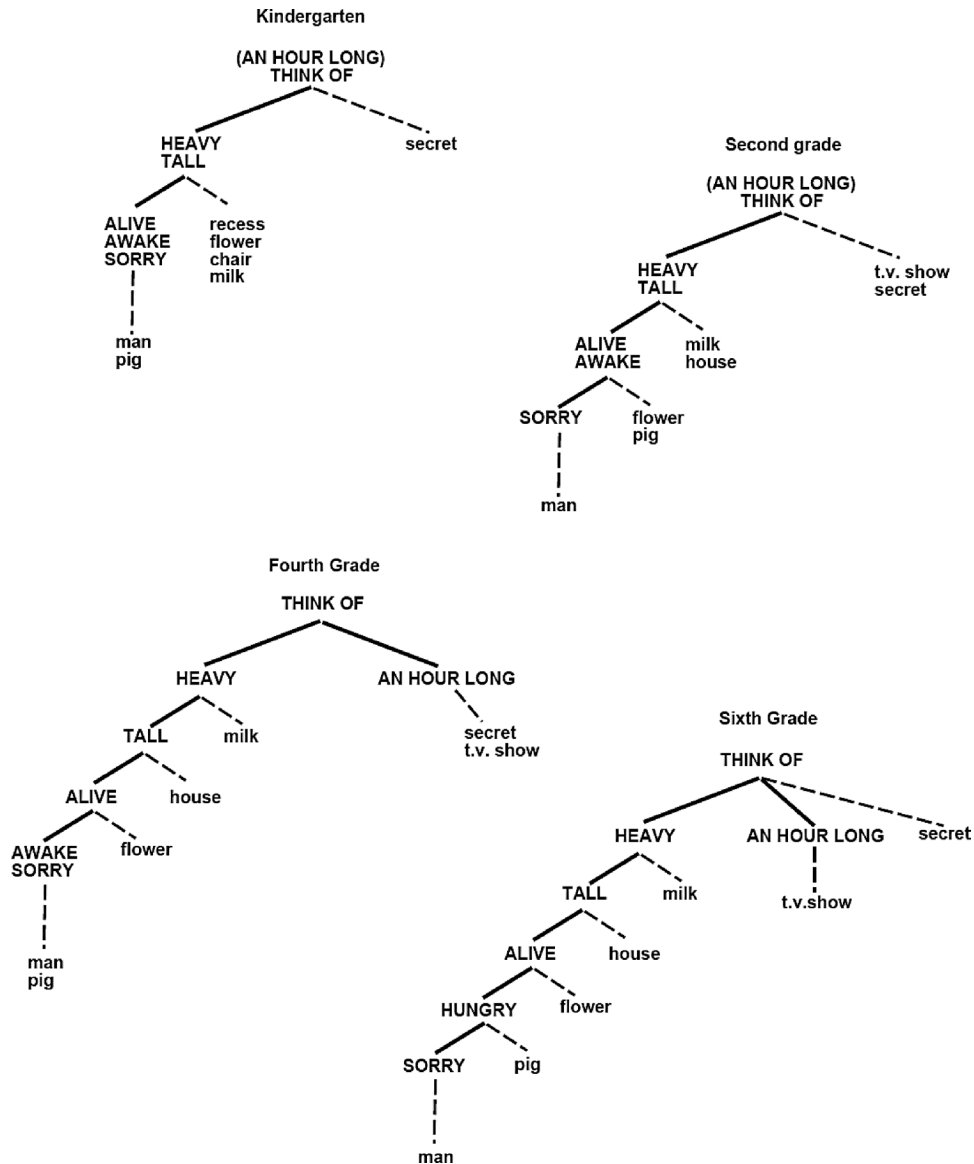 Kindergarten
(AN HOUR LONG)
THINK OF
HEAVY
TALL
secret
ALIVE
AWAKE
SORRY
recess
flower
chair
milk
man
pig
Second grade
(AN HOUR LONG)
THINK OF
HEAVY
TALL
t.v. show
secret
ALIVE
AWAKE
milk
house
SORRY
flower
pig
man
Fourth Grade
THINK OF
HEAVY
AN HOUR LONG
TALL
milk
secret
t.v. show
ALIVE
house
AWAKE
SORRY
flower
man
pig
Sixth Grade
THINK OF
HEAVY
AN HOUR LONG
secret
TALL
milk
t.v.show
ALIVE
house
HUNGRY
flower
SORRY
pig
man